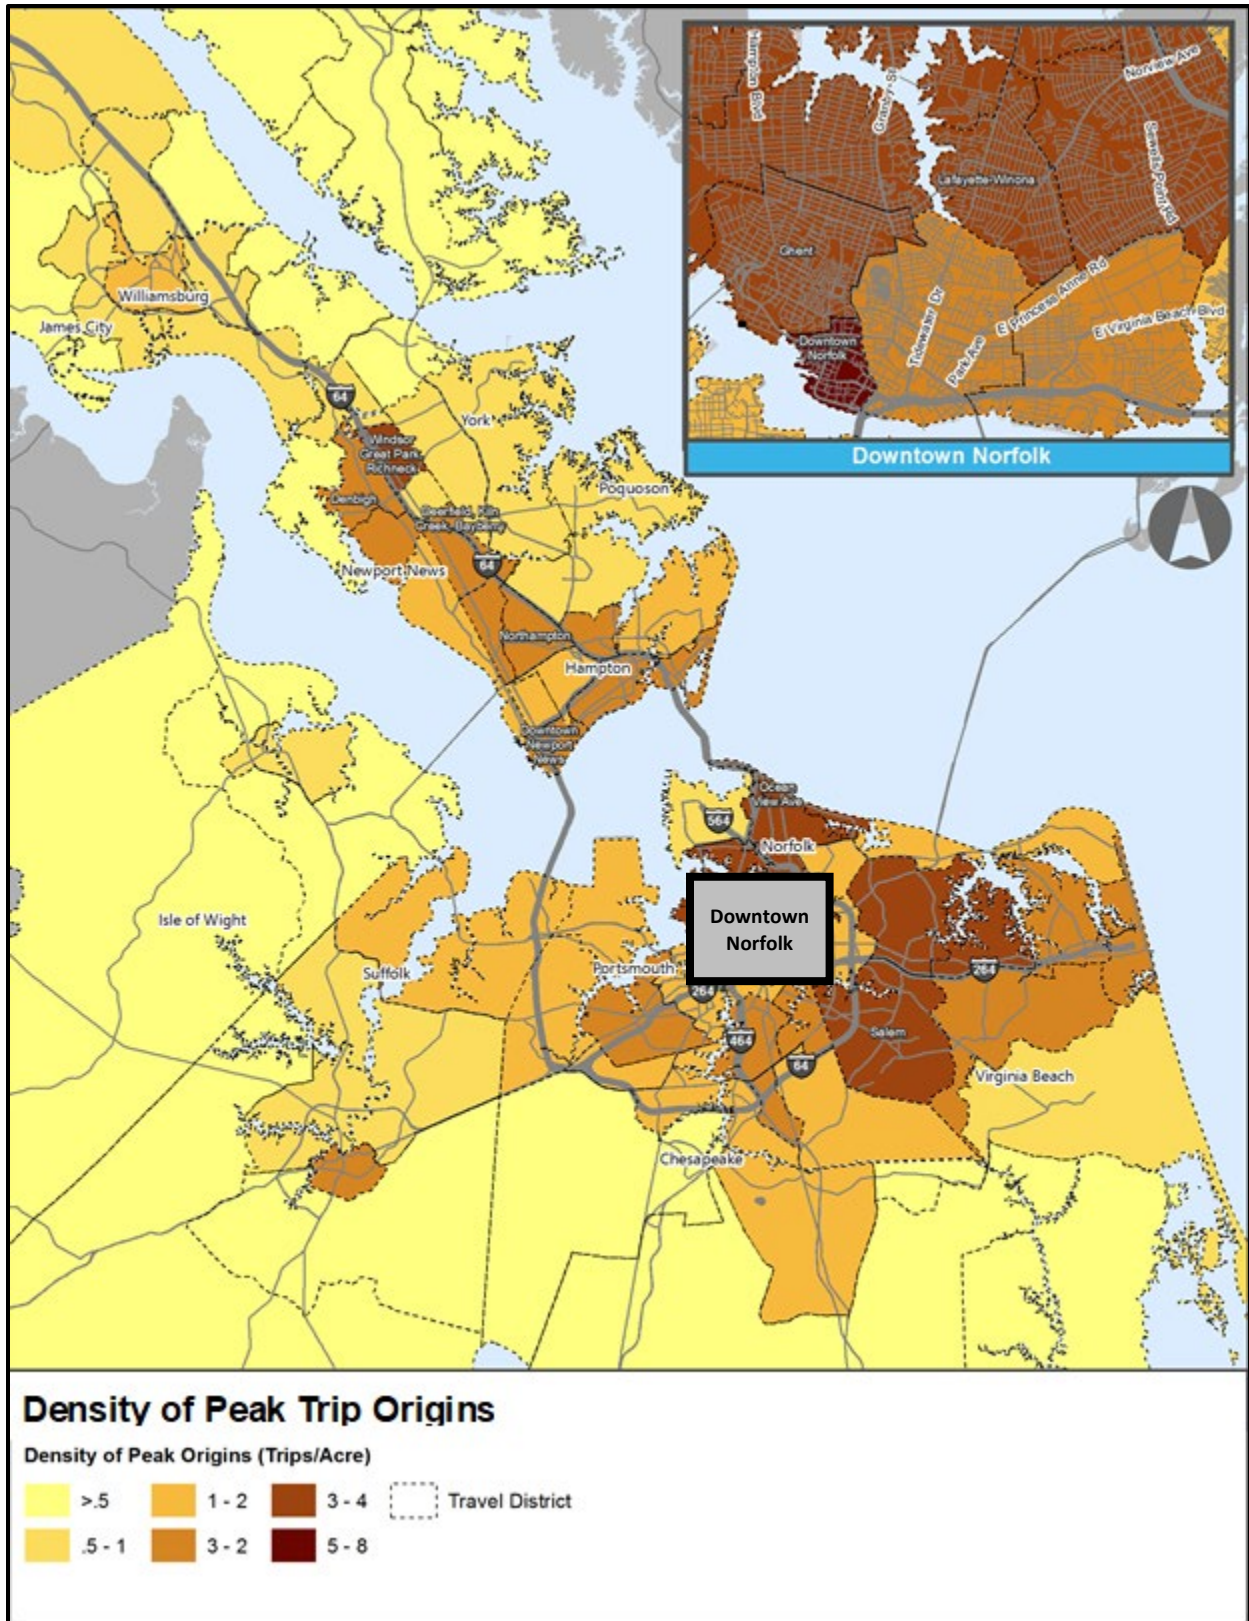 Hampton Blvd
Granby St
Norview Ave
Sewells Point Rd
Lafayette-Winona
Ghent
Tidewater Dr
Park Ave
E Princess Anne Rd
E Virginia Beach Blvd
Downtown
Norfolk
Downtown Norfolk
Williamsburg
James City
64
York
Windsor
Great Park,
Richneck
Denbigh
Poquoson
Deerfield, Kiln
Creek, Bayberry
64
Newport News
Northampton
Hampton
Downtown
Newport
News
Ocean
View Ave
564
Norfolk
Downtown
Norfolk
Isle of Wight
Suffolk
Portsmouth
264
264
464
Salem
64
Virginia Beach
Chesapeake
Density of Peak Trip Origins
Density of Peak Origins (Trips/Acre)
>.5
1 - 2
3 - 4
Travel District
.5 - 1
3 - 2
5 - 8